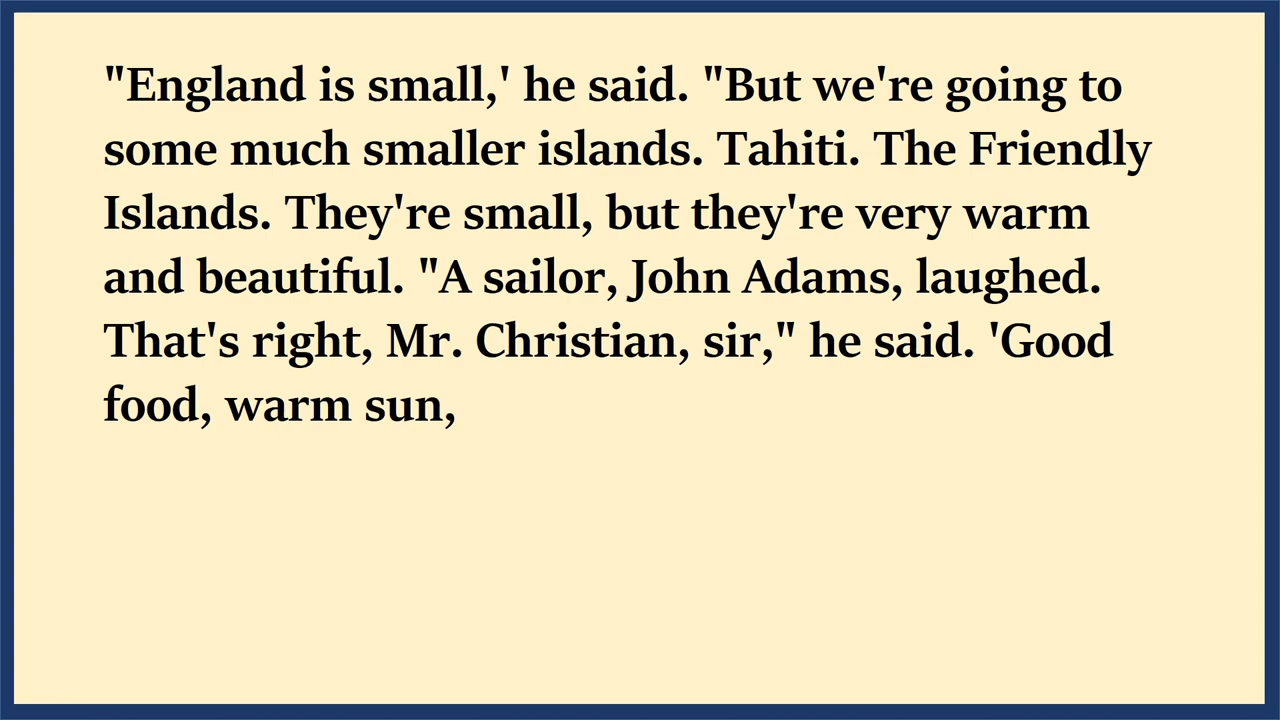 "England is small,' he said. "But we're going to
some much smaller islands. Tahiti. The Friendly
Islands. They're small, but they're very warm
and beautiful. "A sailor, John Adams, laughed.
That's right, Mr. Christian, sir," he said. 'Good
food, warm sun,